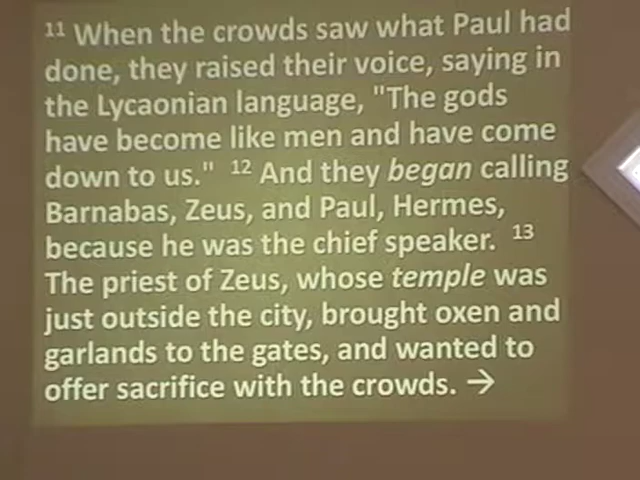 11 When the crowds saw what Paul had
done, they raised their voice, saying in
the Lycaonian language, "The gods
have become like men and have come
down to us." 12 And they began calling
Barnabas, Zeus, and Paul, Hermes,
because he was the chief speaker. 13
The priest of Zeus, whose temple was
just outside the city, brought oxen and
garlands to the gates, and wanted to
offer sacrifice with the crowds. →